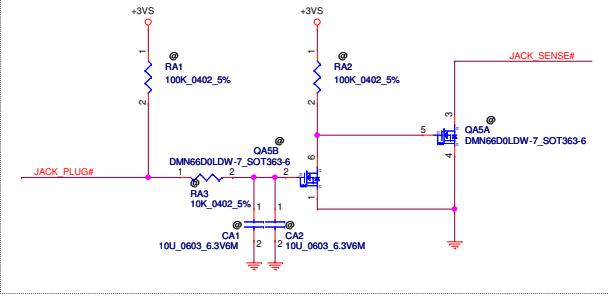 +3VS
+3VS
1
@
RA1
100K_0402_5%
2
1
@
RA2
100K_0402_5%
2
JACK_SENSE#
3
@
QA5A
DMN66D0LDW-7_SOT363-6
5
4
@
QA5B
DMN66D0LDW-7_SOT363-6
6
JACK_PLUG#
1
2
2
@
RA3
10K_0402_5%
1
1
1
@
CA1
10U_0603_6.3V6M
2
@
CA2
10U_0603_6.3V6M
2